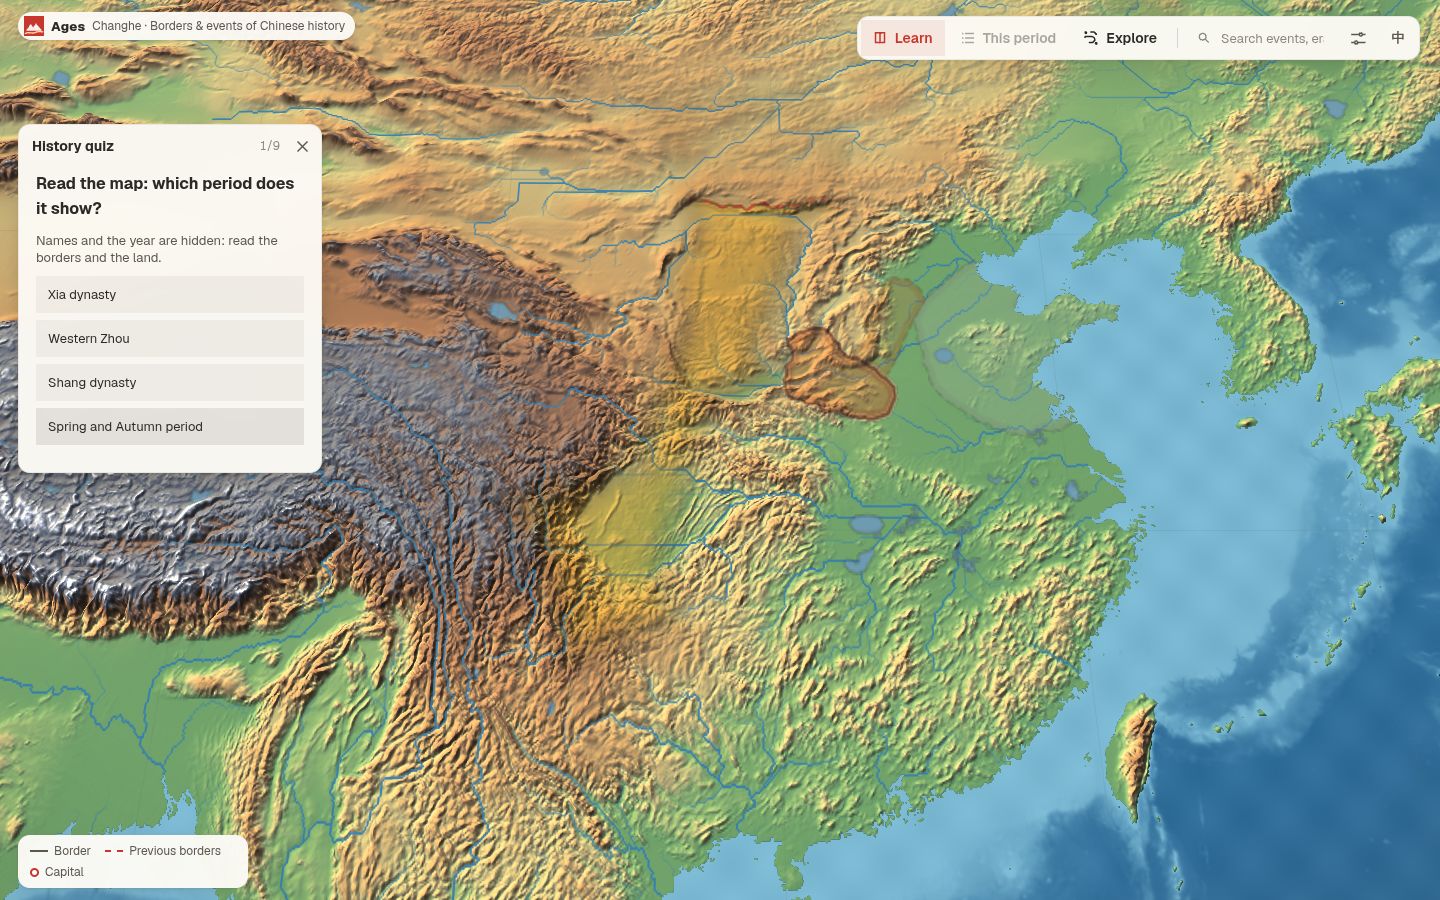 Ages Changhe · Borders & events of Chinese history
Learn This period Explore Search events, er 中
History quiz 1/9
Read the map: which period does
it show?
Names and the year are hidden: read the
borders and the land.
Xia dynasty
Western Zhou
Shang dynasty
Spring and Autumn period
Border Previous borders
Capital